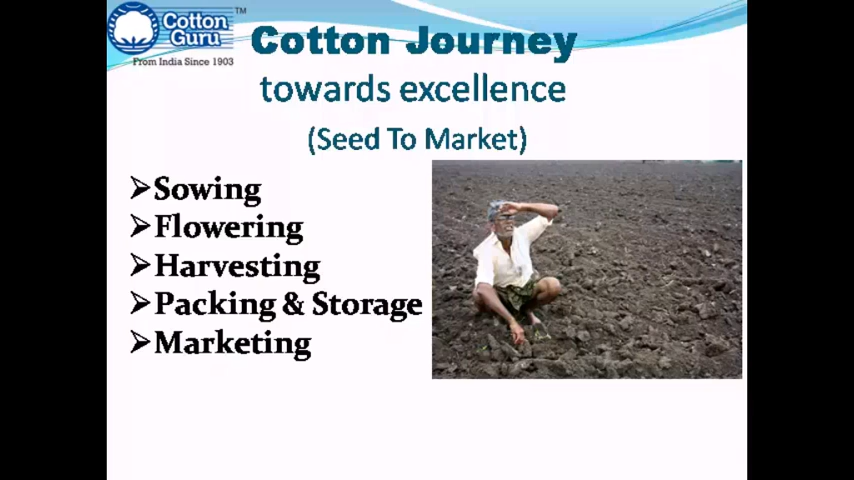 Cotton
Guru
TM
From India Since 1903
Cotton Journey
towards excellence
(Seed To Market)
➢Sowing
➢Flowering
➢Harvesting
➢Packing & Storage
➢Marketing